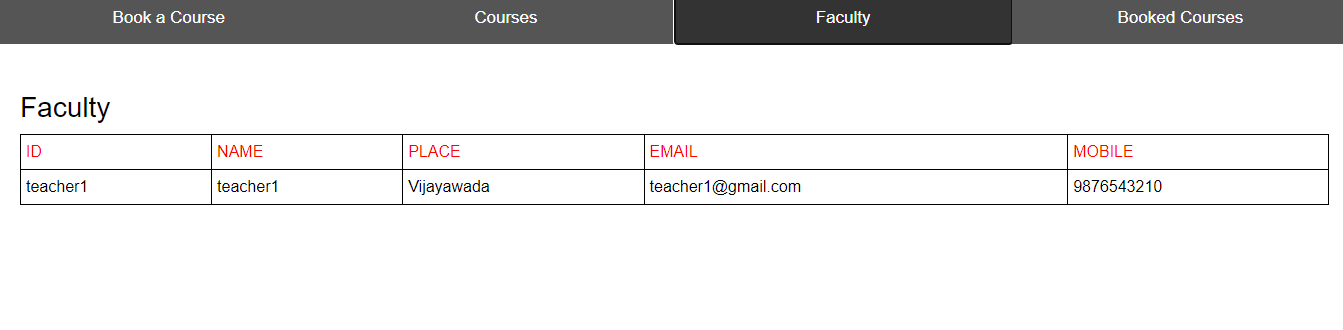 Book a Course Courses Faculty Booked Courses
Faculty
ID NAME PLACE EMAIL MOBILE
teacher1 teacher1 Vijayawada teacher1@gmail.com 9876543210